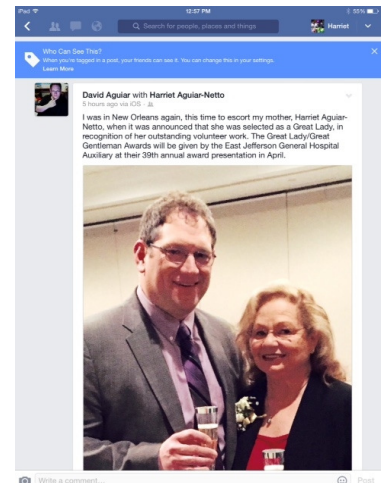 iPad 12:57 PM 55%
Search for people, places and things Harriet
Who Can See This?
When you're tagged in a post, your friends can see it. You can change this in your settings.
Learn More
David Aguiar with Harriet Aguiar-Netto
5 hours ago via iOS
I was in New Orleans again, this time to escort my mother, Harriet Aguiar-
Netto, when it was announced that she was selected as a Great Lady, in
recognition of her outstanding volunteer work. The Great Lady/Great
Gentleman Awards will be given by the East Jefferson General Hospital
Auxiliary at their 39th annual award presentation in April.
Write a comment... Post